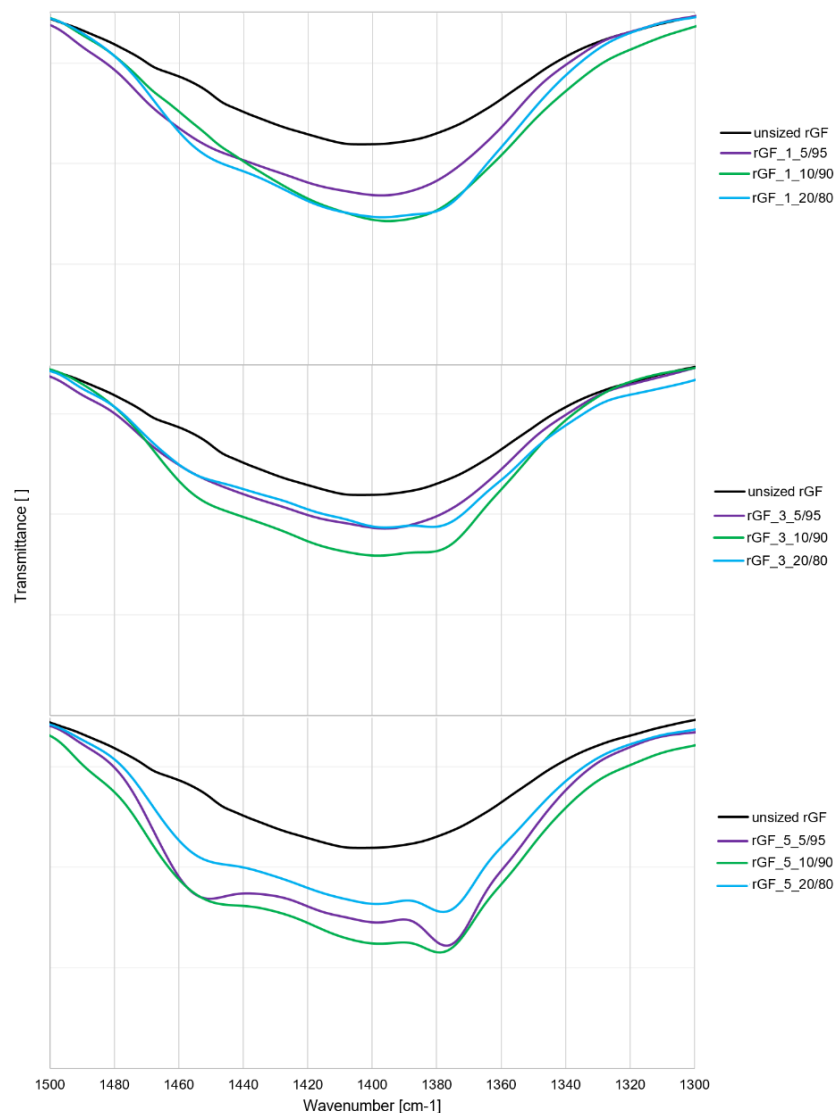 unsized rGF
rGF_1_5/95
rGF_1_10/90
rGF_1_20/80
unsized rGF
rGF_3_5/95
rGF_3_10/90
rGF_3_20/80
Transmittance [ ]
unsized rGF
rGF_5_5/95
rGF_5_10/90
rGF_5_20/80
1500 1480 1460 1440 1420 1400 1380 1360 1340 1320 1300
Wavenumber [cm-1]